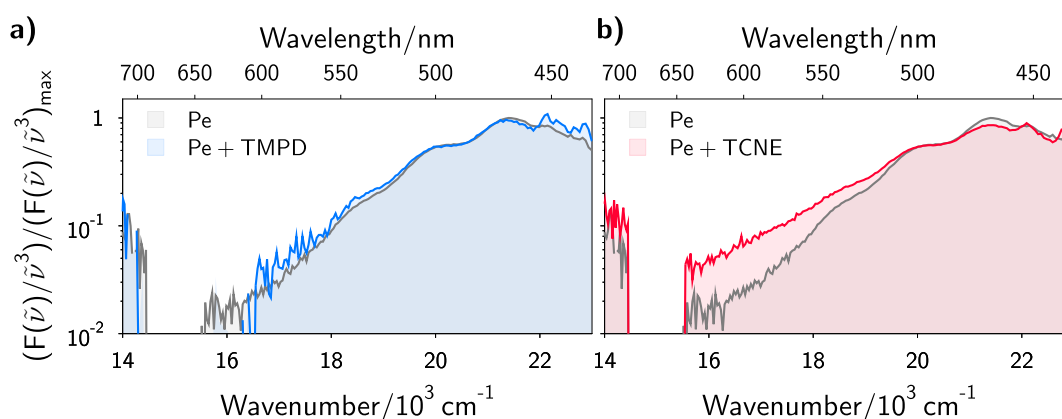 a)
Wavelength/nm
700 650 600 550 500 450
(F(ν̃)/ν̃³)/(F(ν̃)/ν̃³)max
1
10⁻¹
10⁻²
Pe
Pe + TMPD
14 16 18 20 22
Wavenumber/10³ cm⁻¹
b)
Wavelength/nm
700 650 600 550 500 450
Pe
Pe + TCNE
14 16 18 20 22
Wavenumber/10³ cm⁻¹